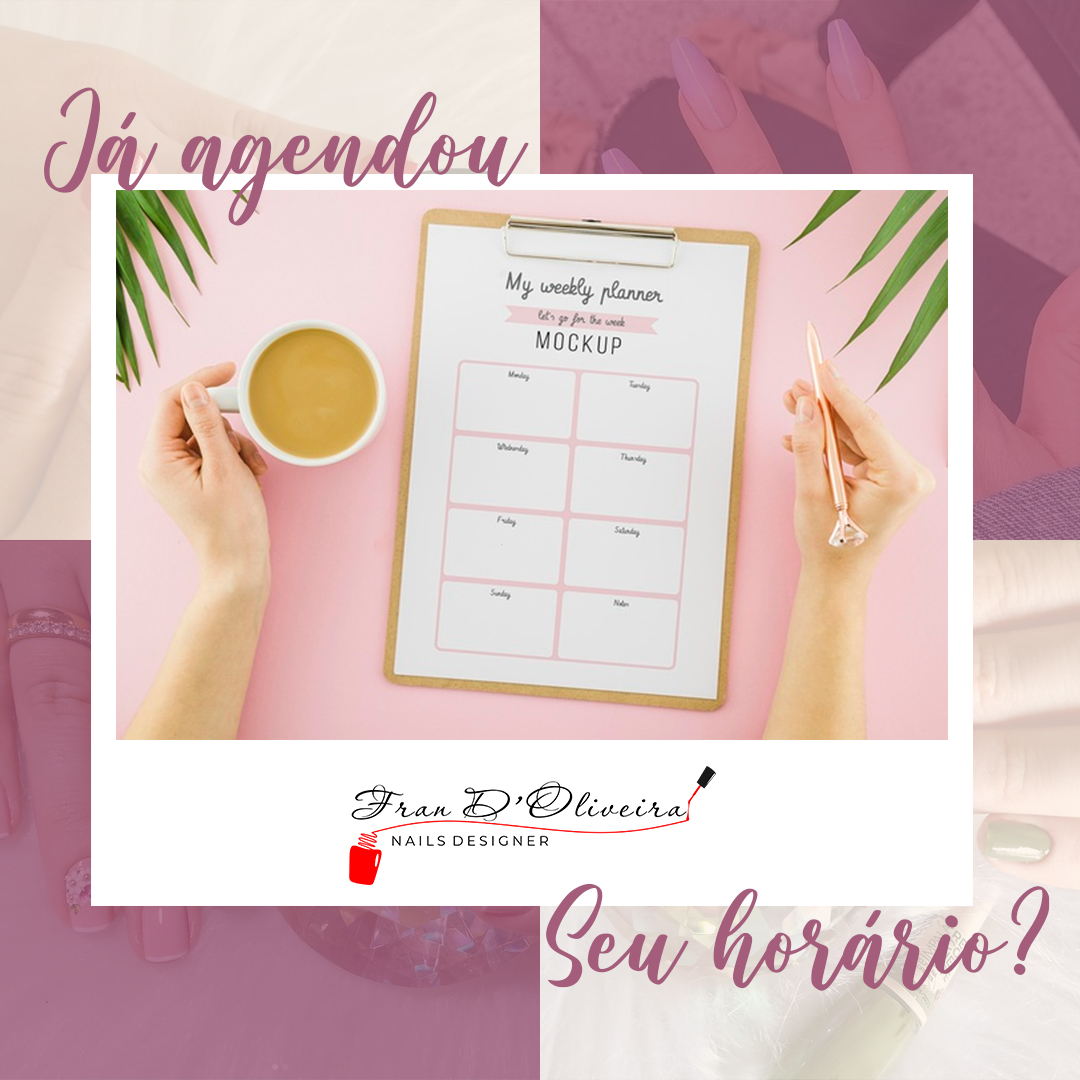 Já agendou
My weekly planner
let's go for the week
MOCKUP
Monday
Tuesday
Wednesday
Thursday
Friday
Saturday
Sunday
Notes
Fran D'Oliveira
NAILS DESIGNER
Seu horário?